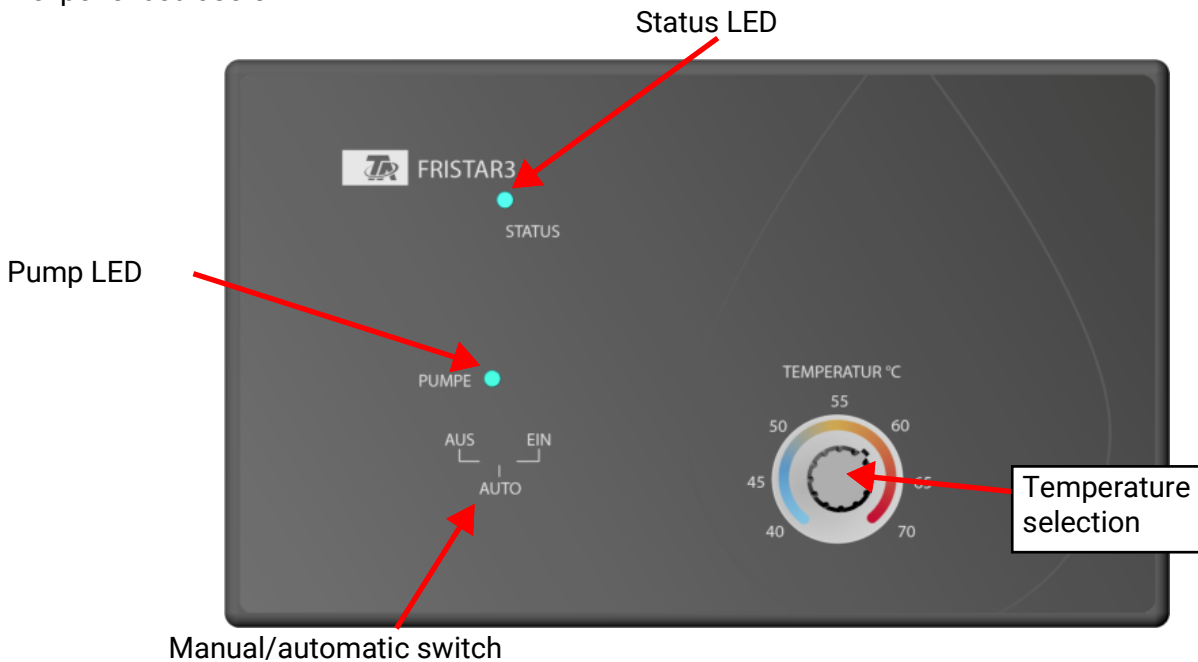 Status LED
TA FRISTAR3
STATUS
Pump LED
PUMPE
TEMPERATUR °C
55
50 60
AUS EIN
45 65
AUTO
Temperature
selection
40 70
Manual/automatic switch